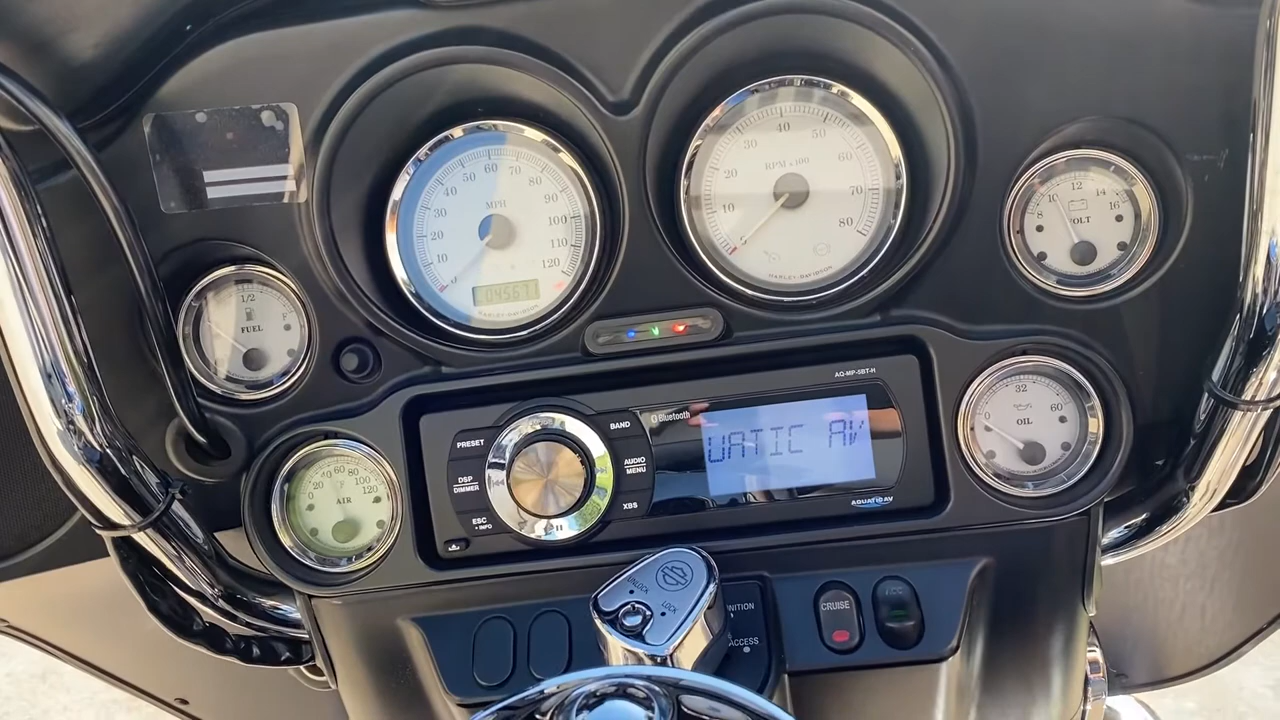 10 20 30 40 50 60 70 80 90 100 110 120
MPH
HARLEY-DAVIDSON
10 20 30 40 50 60 70 80
RPM x100
HARLEY-DAVIDSON
8 10 12 14 16
VOLT
1/2 F
FUEL
AQ-MP-5BT-H
Bluetooth
PRESET
BAND
DSP
DIMMER
AUDIO
MENU
ESC
+ INFO
XBS
UATIC AV
AQUATIC AV
0 32 60
OIL
0 20 40 60 80 100 120
°F
AIR
UNLOCK
LOCK
IGNITION
ACCESS
CRUISE
ACC